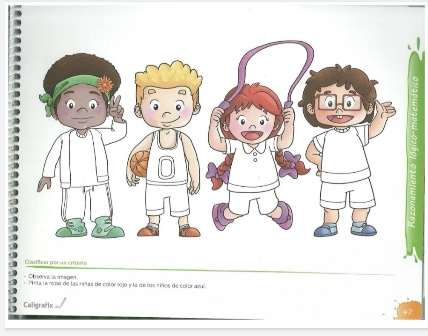 Razonamiento lógico-matemático
Clasificar por un criterio
- Observa la imagen.
- Pinta la ropa de las niñas de color rojo y la de los niños de color azul.
Caligrafix
47